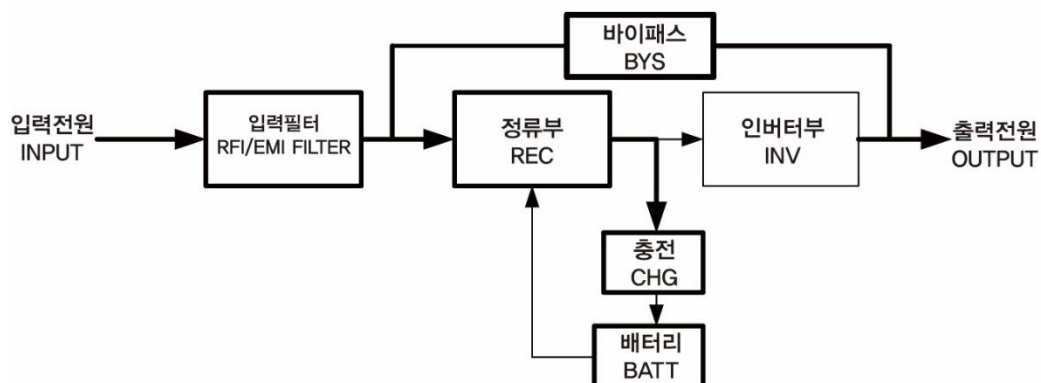 바이패스
BYS
입력전원
INPUT
입력필터
RFI/EMI FILTER
정류부
REC
인버터부
INV
출력전원
OUTPUT
충전
CHG
배터리
BATT